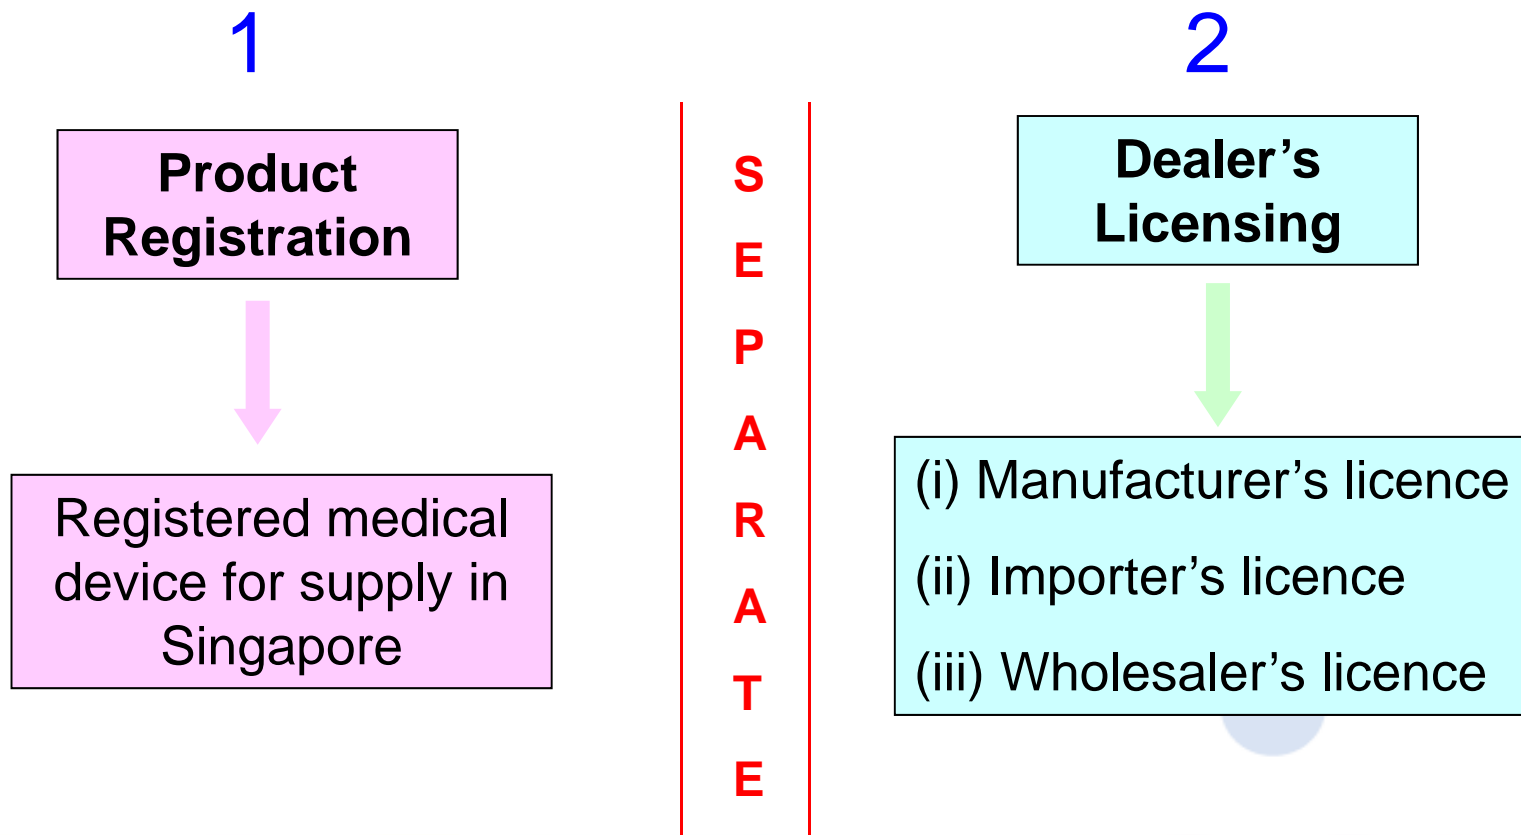 1
Product
Registration
Registered medical
device for supply in
Singapore
S
E
P
A
R
A
T
E
2
Dealer’s
Licensing
(i) Manufacturer’s licence
(ii) Importer’s licence
(iii) Wholesaler’s licence